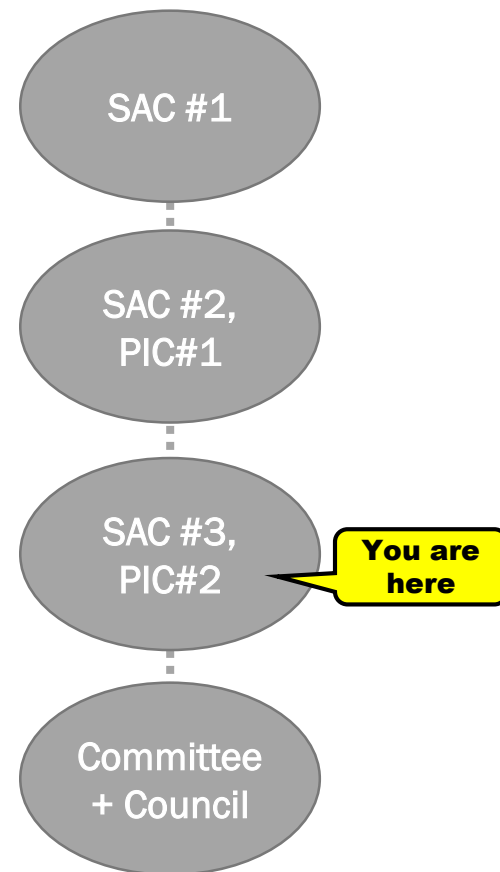 SAC #1
SAC #2,
PIC#1
SAC #3,
PIC#2
You are
here
Committee
+ Council